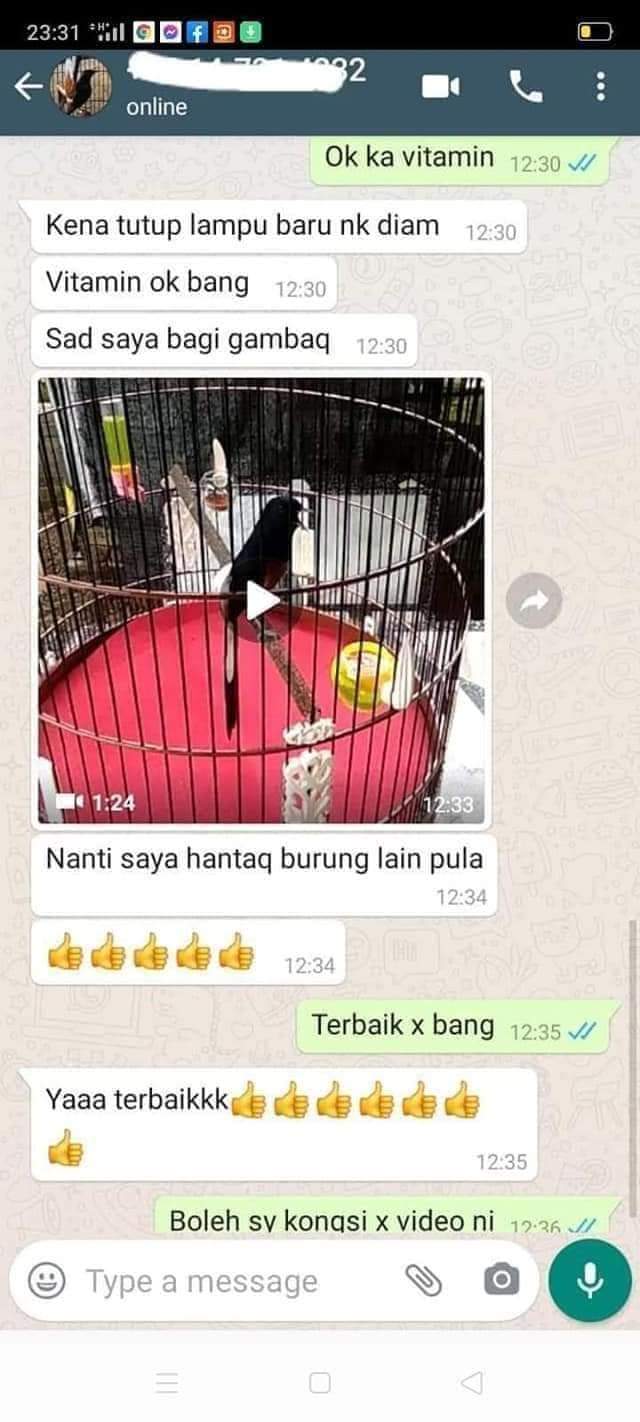 23:31
2
online
Ok ka vitamin 12:30
Kena tutup lampu baru nk diam 12:30
Vitamin ok bang 12:30
Sad saya bagi gambaq 12:30
1:24 12:33
Nanti saya hantaq burung lain pula
12:34
👍👍👍👍👍 12:34
Terbaik x bang 12:35
Yaaa terbaikkk👍👍👍👍👍👍
👍 12:35
Boleh sy kongsi x video ni 12:36
Type a message